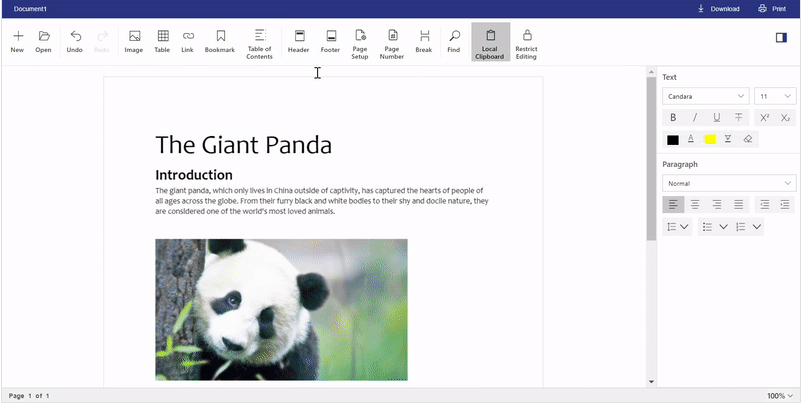 Document1
Download Print
New Open Undo Redo Image Table Link Bookmark Table of Contents Header Footer Page Setup Page Number Break Find Local Clipboard Restrict Editing
Text
Candara 11
B I U T X² X₂
A
Paragraph
Normal
The Giant Panda
Introduction
The giant panda, which only lives in China outside of captivity, has captured the hearts of people of
all ages across the globe. From their furry black and white bodies to their shy and docile nature, they
are considered one of the world's most loved animals.
Page 1 of 1
100%